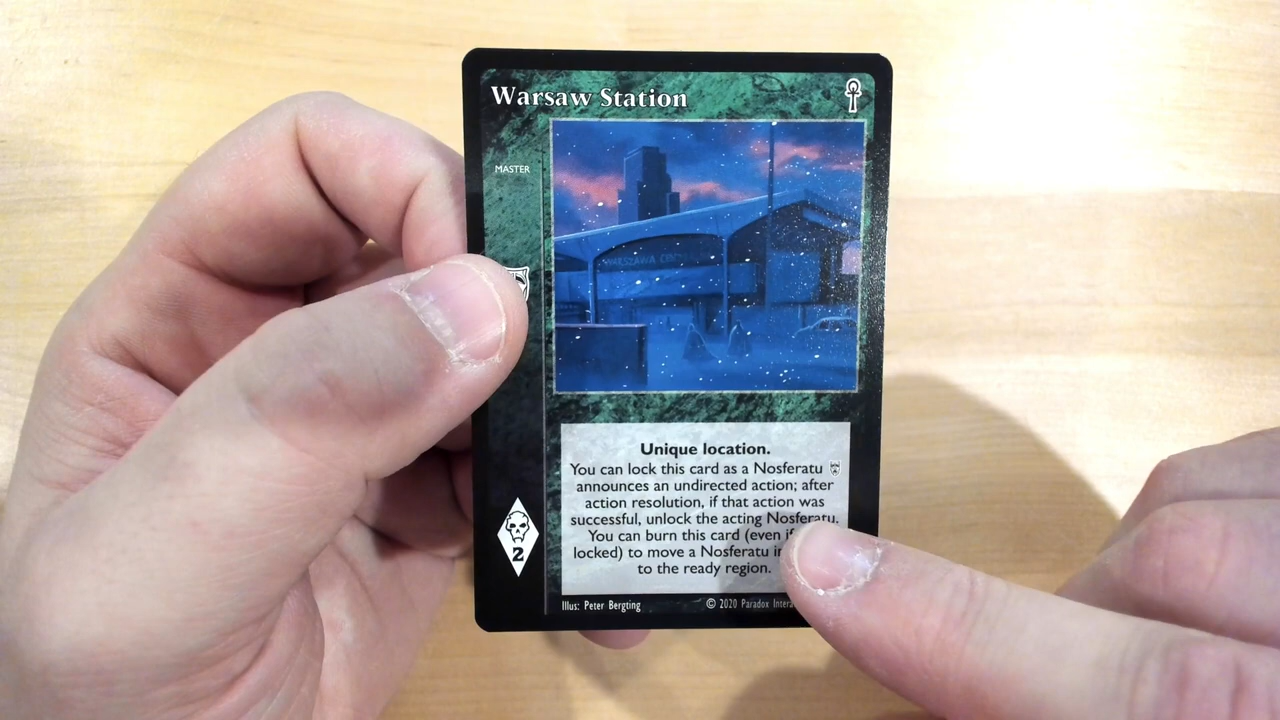 Warsaw Station
MASTER
WARSZAWA
Unique location.
You can lock this card as a Nosferatu
announces an undirected action; after
action resolution, if that action was
successful, unlock the acting Nosferatu.
You can burn this card (even if
locked) to move a Nosferatu
to the ready region.
2
Illus: Peter Bergting
© 2020 Paradox